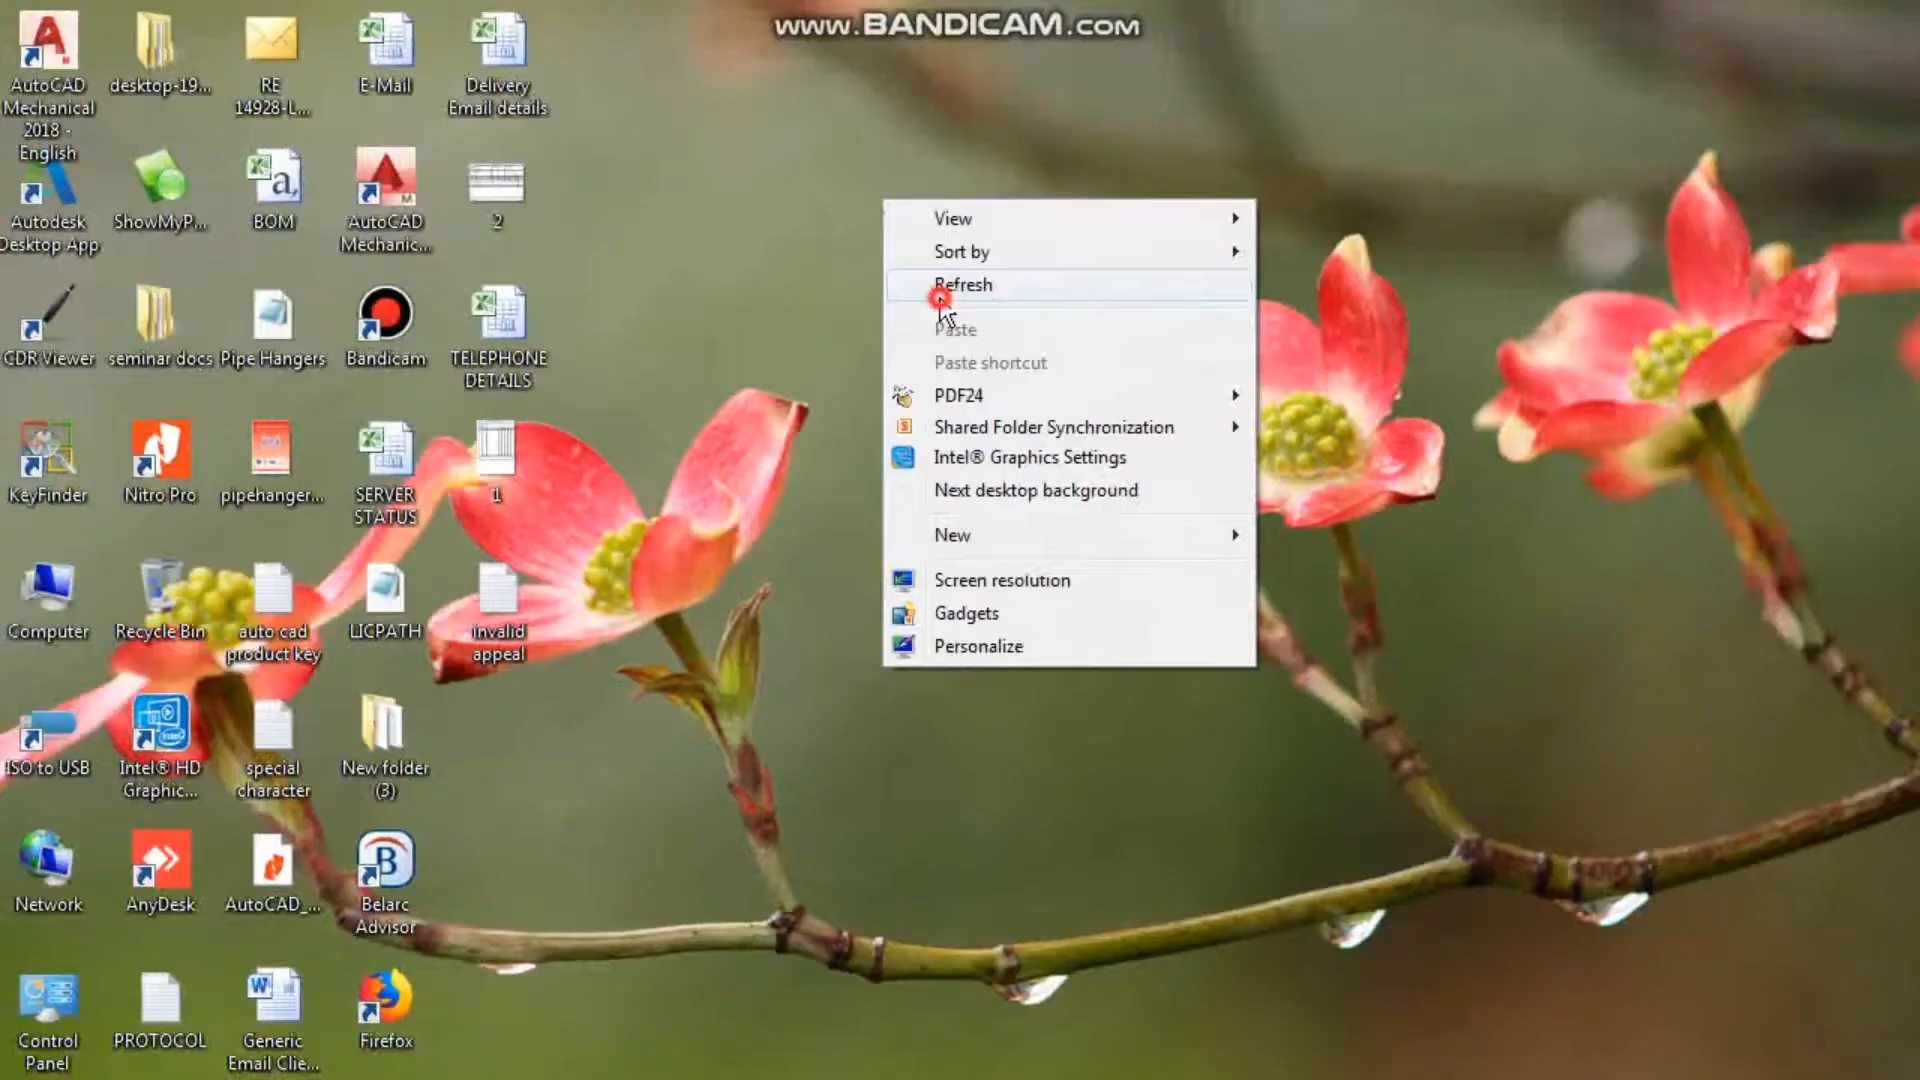 www.BANDICAM.com
AutoCAD
Mechanical
2018 -
English
desktop-19...
RE
14928-L...
E-Mail
Delivery
Email details
Autodesk
Desktop App
ShowMyP...
BOM
AutoCAD
Mechanic...
2
CDR Viewer
seminar docs
Pipe Hangers
Bandicam
TELEPHONE
DETAILS
KeyFinder
Nitro Pro
pipehanger...
SERVER
STATUS
1
Computer
Recycle Bin
auto cad
product key
LICPATH
invalid
appeal
ISO to USB
Intel® HD
Graphic...
special
character
New folder
(3)
Network
AnyDesk
AutoCAD_...
Belarc
Advisor
Control
Panel
PROTOCOL
Generic
Email Clie...
Firefox
View
Sort by
Refresh
Paste
Paste shortcut
PDF24
Shared Folder Synchronization
Intel® Graphics Settings
Next desktop background
New
Screen resolution
Gadgets
Personalize